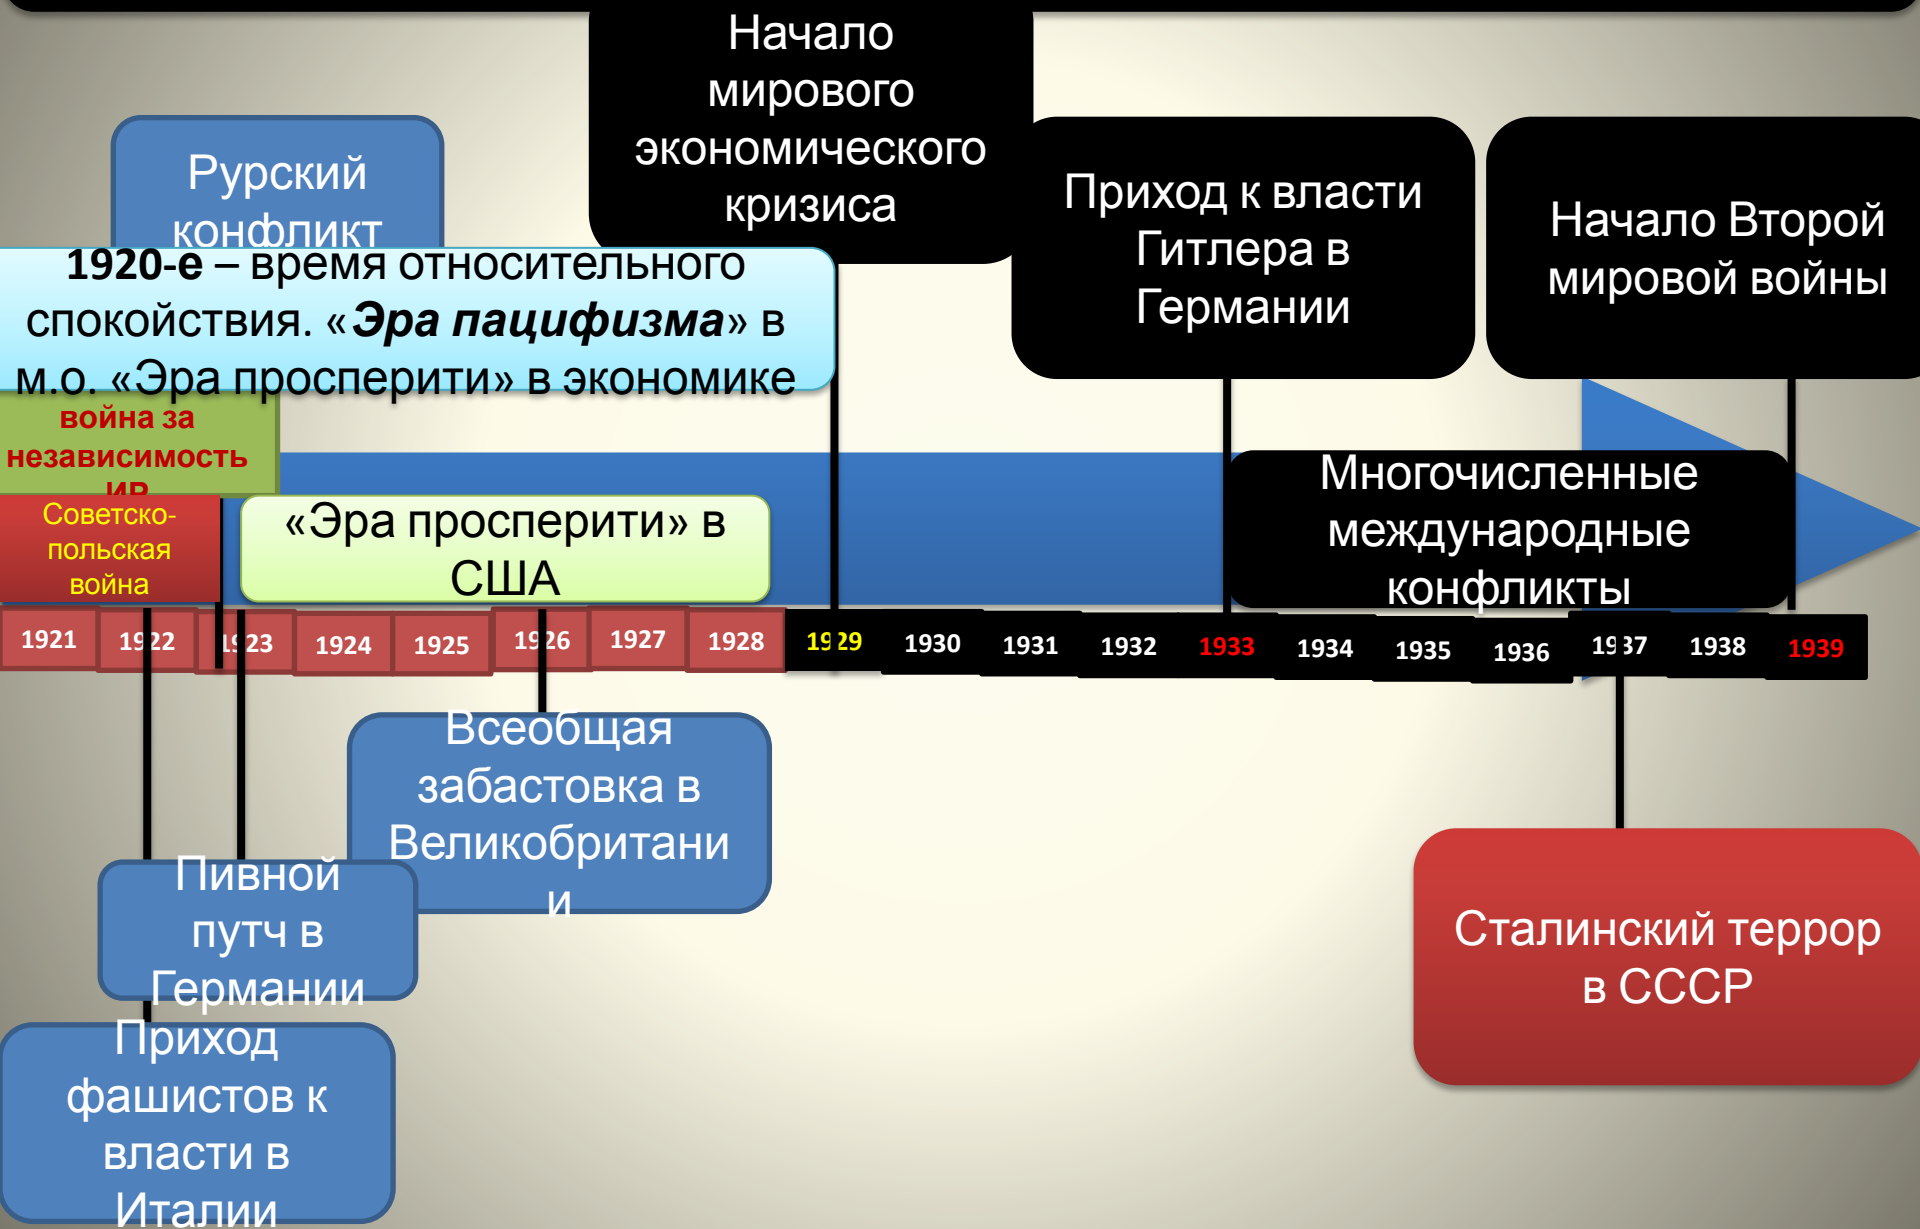 Начало
мирового
экономического
кризиса
Рурский
конфликт
Приход к власти
Гитлера в
Германии
Начало Второй
мировой войны
1920-е – время относительного
спокойствия. «Эра пацифизма» в
м.о. «Эра просперити» в экономике
война за
независимость
ИР
Советско-
польская
война
«Эра просперити» в
США
Многочисленные
международные
конфликты
1921 1922 1923 1924 1925 1926 1927 1928 1929 1930 1931 1932 1933 1934 1935 1936 1937 1938 1939
Всеобщая
забастовка в
Великобритани
и
Пивной
путч в
Германии
Сталинский террор
в СССР
Приход
фашистов к
власти в
Италии